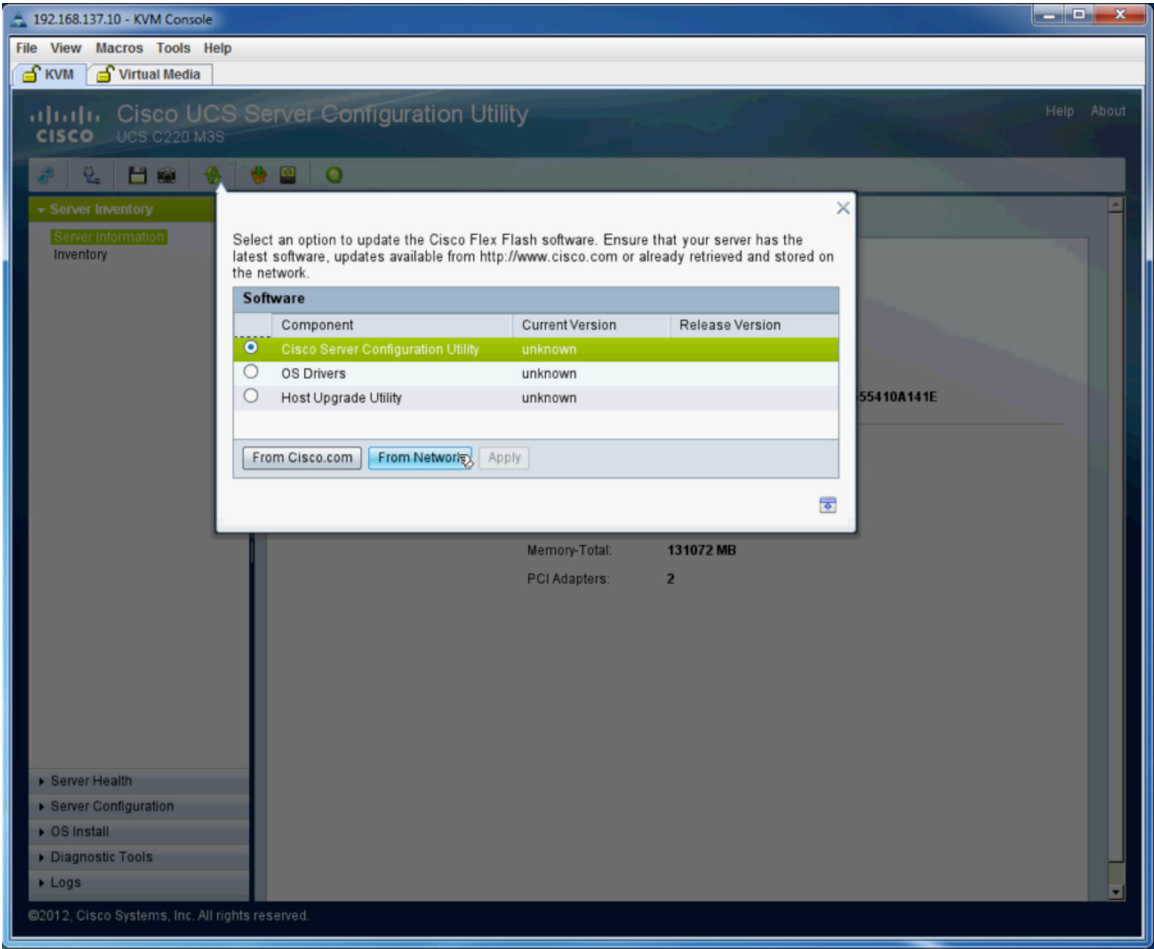 192.168.137.10 - KVM Console
File View Macros Tools Help
KVM Virtual Media
CISCO Cisco UCS Server Configuration Utility
UCS C220 M3S
Help About
Server Inventory
Server Information
Inventory
Select an option to update the Cisco Flex Flash software. Ensure that your server has the
latest software, updates available from http://www.cisco.com or already retrieved and stored on
the network.
Software
Component Current Version Release Version
Cisco Server Configuration Utility unknown
OS Drivers unknown
Host Upgrade Utility unknown
55410A141E
From Cisco.com From Network Apply
Memory-Total: 131072 MB
PCI Adapters: 2
Server Health
Server Configuration
OS Install
Diagnostic Tools
Logs
©2012, Cisco Systems, Inc. All rights reserved.